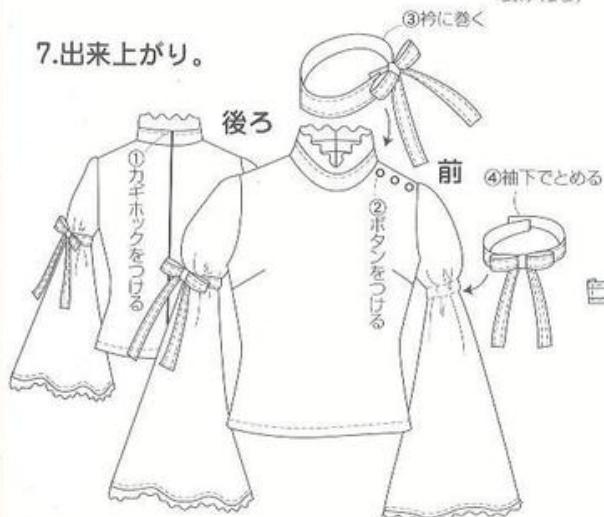 7.出来上がり。
③衿に巻く
後ろ
前
①カギホックをつける
②ボタンをつける
④袖下でとめる